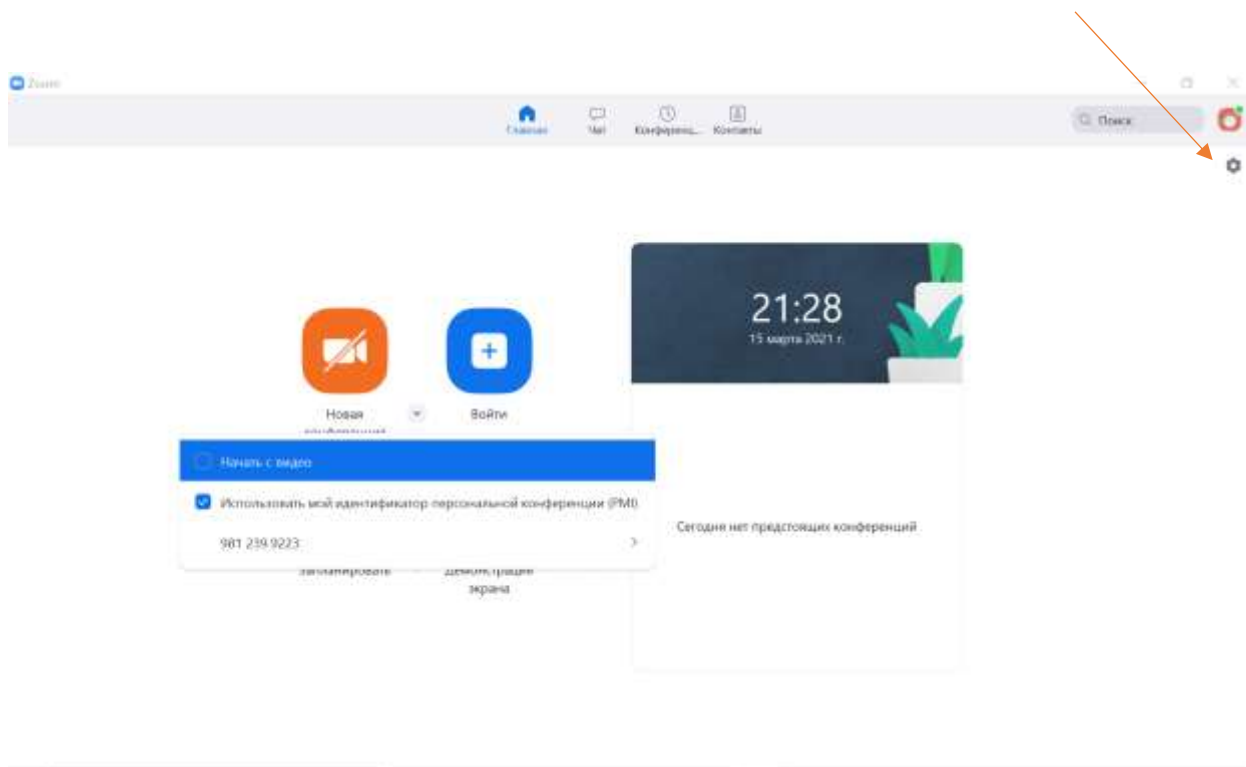 Zoom
Главная
Чат
Конференц...
Контакты
Поиск
21:28
15 марта 2021 г.
Новая
конференция
Войти
Начать с видео
Использовать мой идентификатор персональной конференции (PMI)
981 239 9223
Запланировать
Демонстрация
экрана
Сегодня нет предстоящих конференций